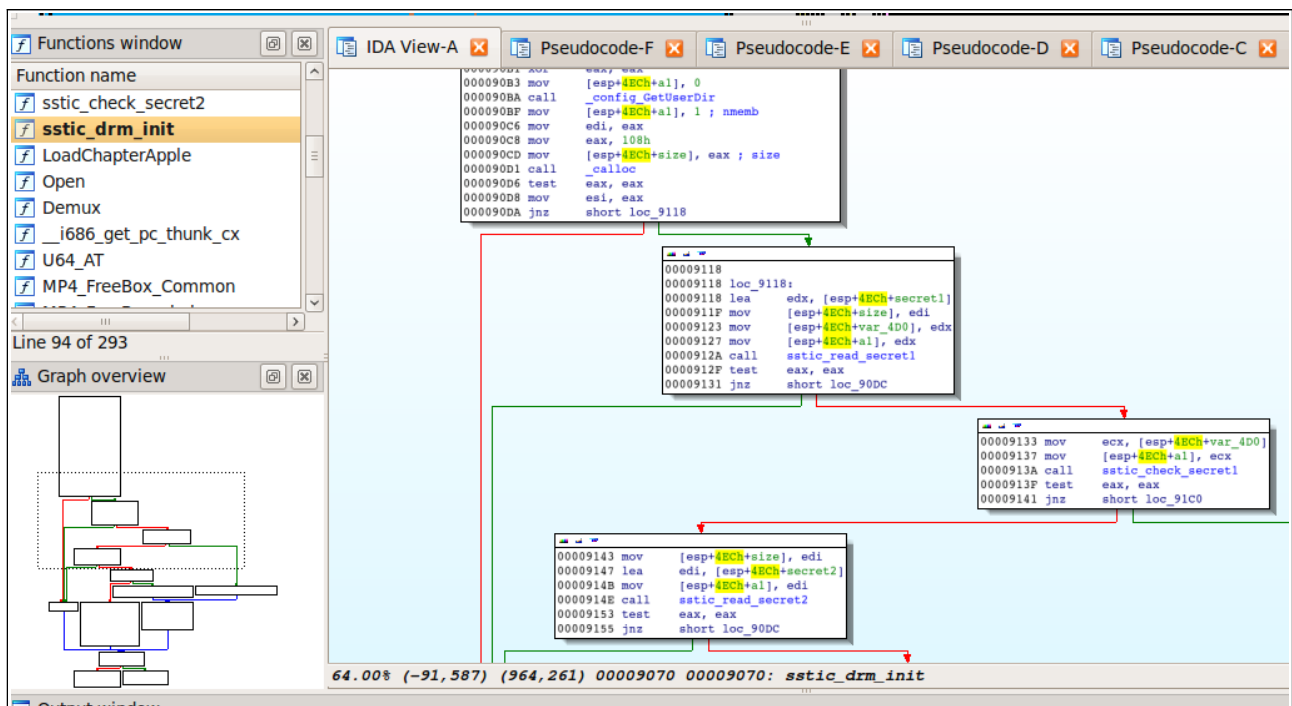 Functions window
Function name
sstic_check_secret2
sstic_drm_init
LoadChapterApple
Open
Demux
__i686_get_pc_thunk_cx
U64_AT
MP4_FreeBox_Common
Line 94 of 293
Graph overview
IDA View-A
Pseudocode-F
Pseudocode-E
Pseudocode-D
Pseudocode-C
000090B1 xor eax, eax
000090B3 mov [esp+4ECh+a1], 0
000090BA call _config_GetUserDir
000090BF mov [esp+4ECh+a1], 1 ; nmemb
000090C6 mov edi, eax
000090C8 mov eax, 108h
000090CD mov [esp+4ECh+size], eax ; size
000090D1 call _calloc
000090D6 test eax, eax
000090D8 mov esi, eax
000090DA jnz short loc_9118
00009118
00009118 loc_9118:
00009118 lea edx, [esp+4ECh+secret1]
0000911F mov [esp+4ECh+size], edi
00009123 mov [esp+4ECh+var_4D0], edx
00009127 mov [esp+4ECh+a1], edx
0000912A call sstic_read_secret1
0000912F test eax, eax
00009131 jnz short loc_90DC
00009133 mov ecx, [esp+4ECh+var_4D0]
00009137 mov [esp+4ECh+a1], ecx
0000913A call sstic_check_secret1
0000913F test eax, eax
00009141 jnz short loc_91C0
00009143 mov [esp+4ECh+size], edi
00009147 lea edi, [esp+4ECh+secret2]
0000914B mov [esp+4ECh+a1], edi
0000914E call sstic_read_secret2
00009153 test eax, eax
00009155 jnz short loc_90DC
64.00% (-91,587) (964,261) 00009070 00009070: sstic_drm_init
Output window